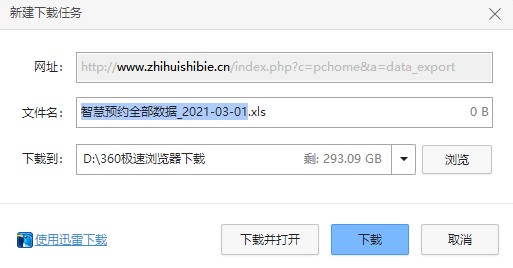 新建下载任务
网址： http://www.zhihuishibie.cn/index.php?c=pchome&a=data_export
文件名： 智慧预约全部数据_2021-03-01.xls 0 B
下载到： D:\360极速浏览器下载 剩: 293.09 GB 浏览
使用迅雷下载 下载并打开 下载 取消